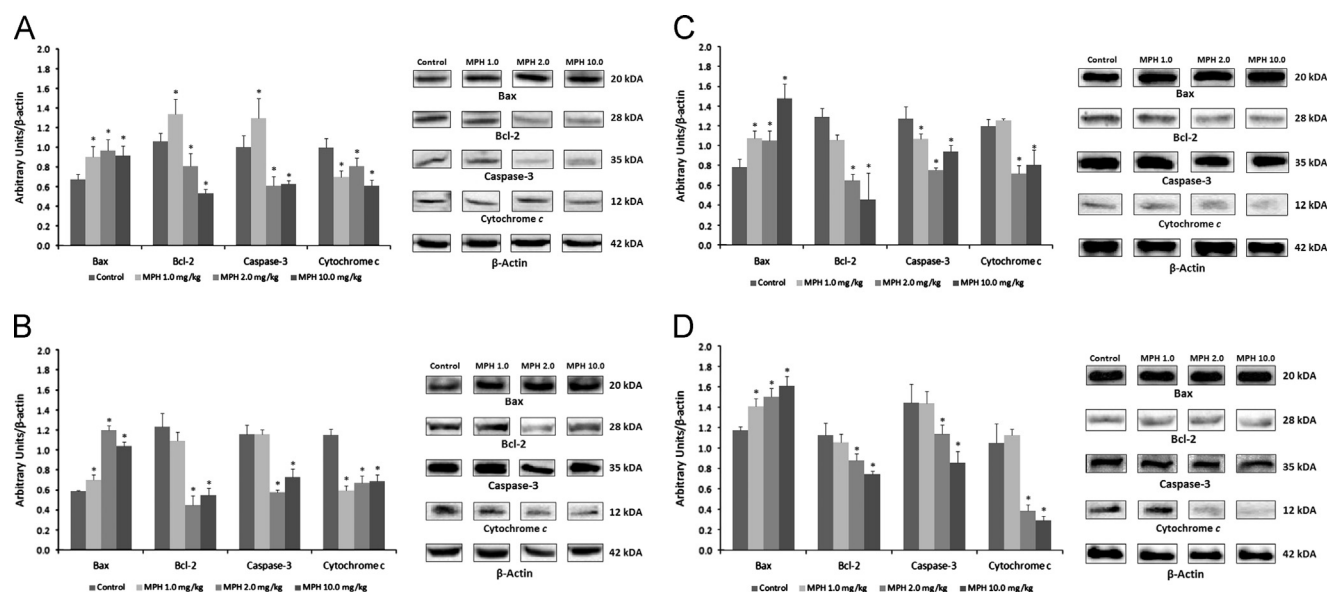 A
2.0
1.8
1.6
1.4
1.2
1.0
0.8
0.6
0.4
0.2
0.0
Arbitrary Units/β-actin
Bax Bcl-2 Caspase-3 Cytochrome c
Control MPH 1.0 mg/kg MPH 2.0 mg/kg MPH 10.0 mg/kg
Control MPH 1.0 MPH 2.0 MPH 10.0
20 kDA
Bax
28 kDA
Bcl-2
35 kDA
Caspase-3
12 kDA
Cytochrome c
42 kDA
β-Actin
C
2.0
1.8
1.6
1.4
1.2
1.0
0.8
0.6
0.4
0.2
0.0
Arbitrary Units/β-actin
Bax Bcl-2 Caspase-3 Cytochrome c
Control MPH 1.0 mg/kg MPH 2.0 mg/kg MPH 10.0 mg/kg
Control MPH 1.0 MPH 2.0 MPH 10.0
20 kDA
Bax
28 kDA
Bcl-2
35 kDA
Caspase-3
12 kDA
Cytochrome c
42 kDA
β-Actin
B
2.0
1.8
1.6
1.4
1.2
1.0
0.8
0.6
0.4
0.2
0.0
Arbitrary Units/β-actin
Bax Bcl-2 Caspase-3 Cytochrome c
Control MPH 1.0 mg/kg MPH 2.0 mg/kg MPH 10.0 mg/kg
Control MPH 1.0 MPH 2.0 MPH 10.0
20 kDA
Bax
28 kDA
Bcl-2
35 kDA
Caspase-3
12 kDA
Cytochrome c
42 kDA
β-Actin
D
2.0
1.8
1.6
1.4
1.2
1.0
0.8
0.6
0.4
0.2
0.0
Arbitrary Units/β-actin
Bax Bcl-2 Caspase-3 Cytochrome c
Control MPH 1.0 mg/kg MPH 2.0 mg/kg MPH 10.0 mg/kg
Control MPH 1.0 MPH 2.0 MPH 10.0
20 kDA
Bax
28 kDA
Bcl-2
35 kDA
Caspase-3
12 kDA
Cytochrome c
42 kDA
β-Actin